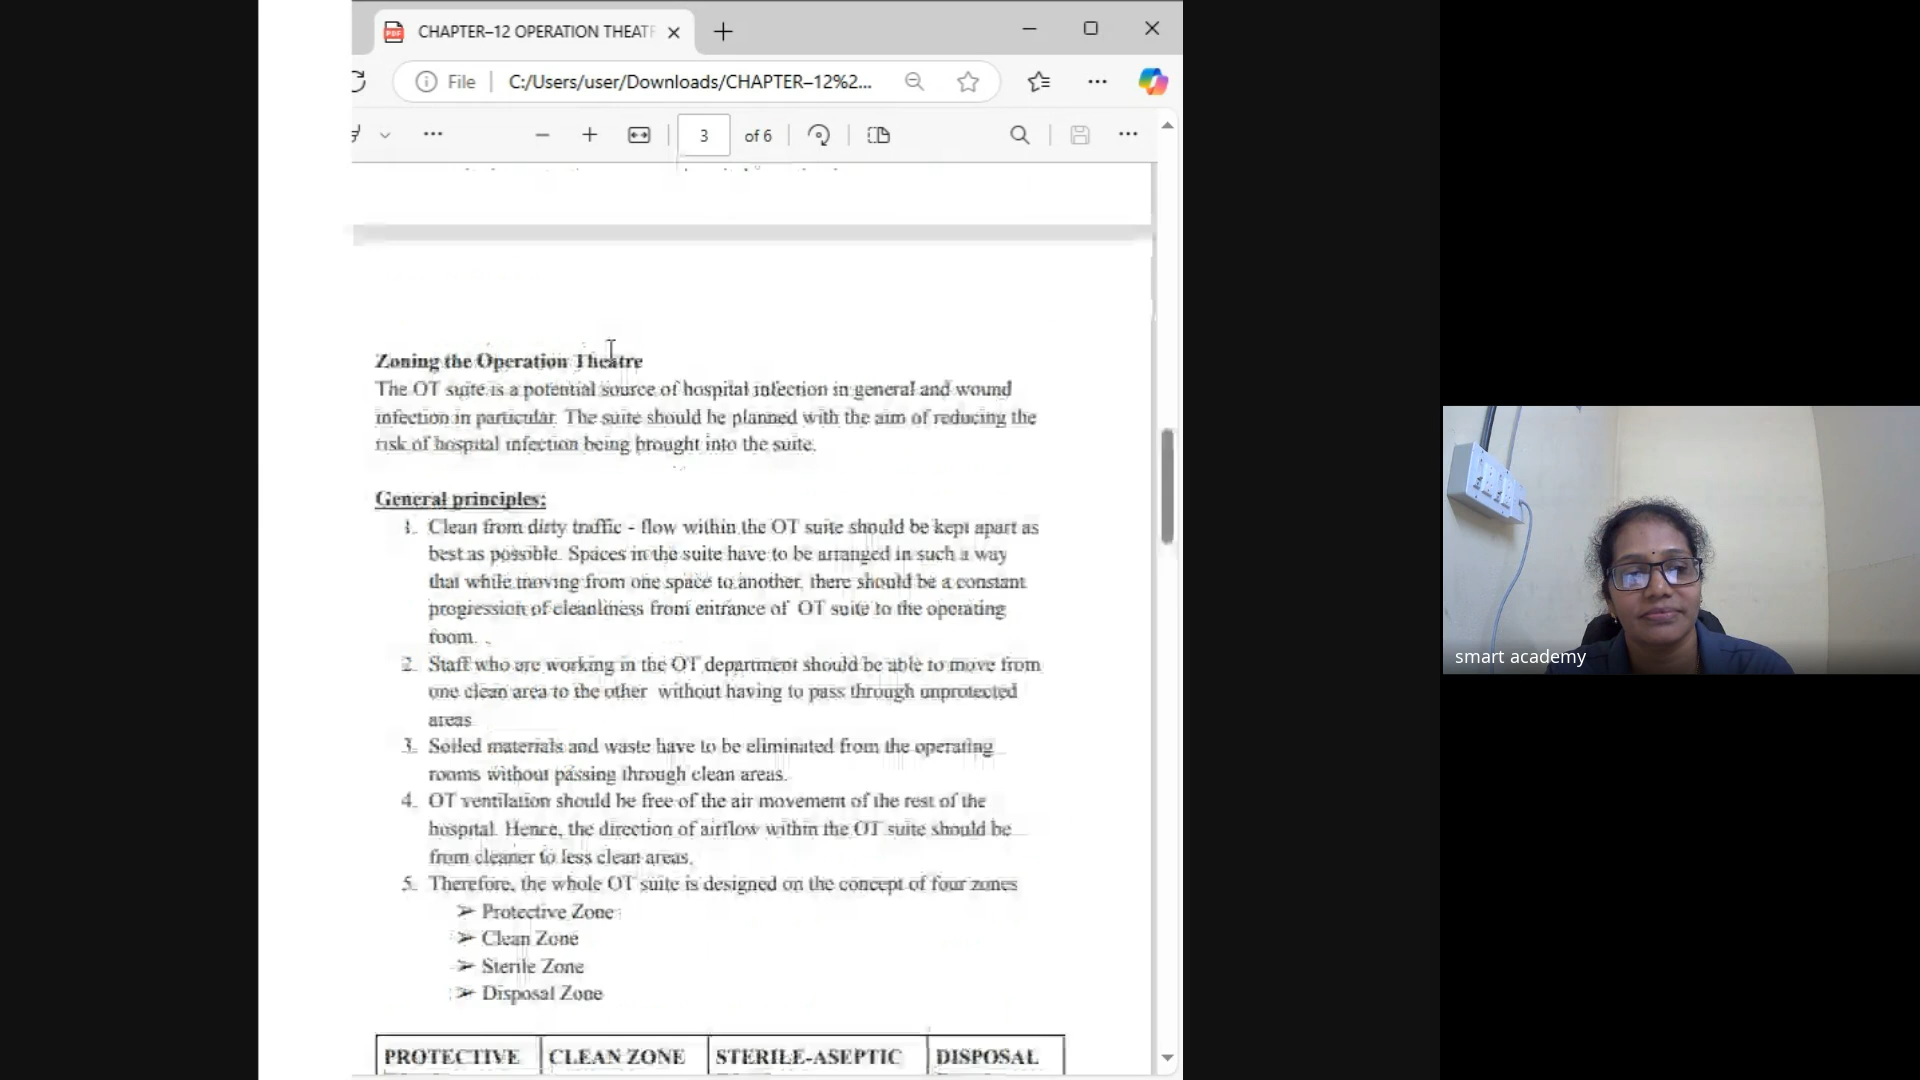 CHAPTER–12 OPERATION THEATR
File
C:/Users/user/Downloads/CHAPTER–12%2...
3 of 6
Zoning the Operation Theatre
The OT suite is a potential source of hospital infection in general and wound
infection in particular. The suite should be planned with the aim of reducing the
risk of hospital infection being brought into the suite.
General principles:
1. Clean from dirty traffic - flow within the OT suite should be kept apart as
best as possible. Spaces in the suite have to be arranged in such a way
that while moving from one space to another, there should be a constant
progression of cleanliness from entrance of OT suite to the operating
room.
2. Staff who are working in the OT department should be able to move from
one clean area to the other without having to pass through unprotected
areas
3. Soiled materials and waste have to be eliminated from the operating
rooms without passing through clean areas.
4. OT ventilation should be free of the air movement of the rest of the
hospital. Hence, the direction of airflow within the OT suite should be
from cleaner to less clean areas.
5. Therefore, the whole OT suite is designed on the concept of four zones
➢ Protective Zone
➢ Clean Zone
➢ Sterile Zone
➢ Disposal Zone
PROTECTIVE CLEAN ZONE STERILE-ASEPTIC DISPOSAL
smart academy